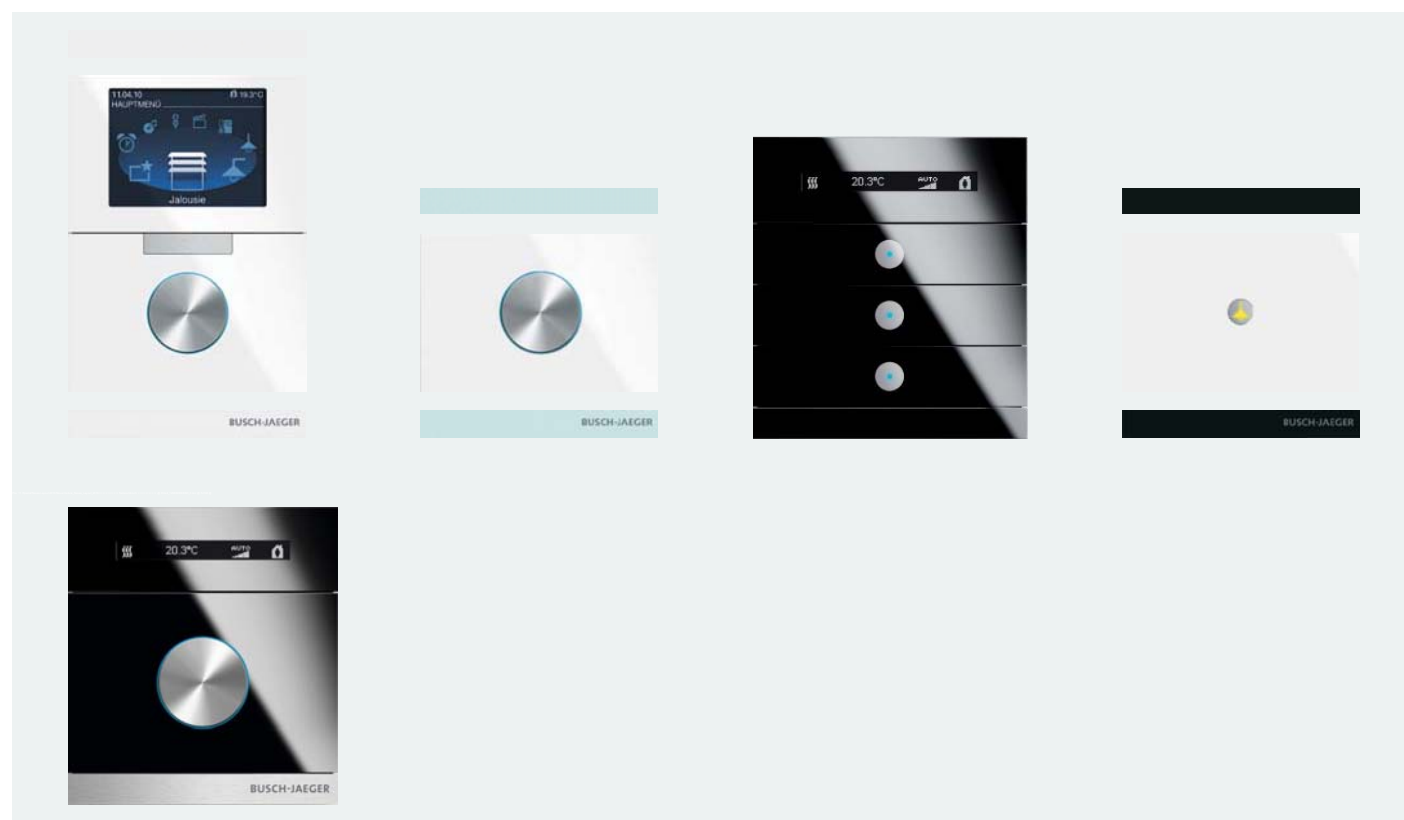 11.04.10 19.3°C
HAUPTMENÜ
Jalousie
BUSCH-JAEGER
BUSCH-JAEGER
20.3°C AUTO
BUSCH-JAEGER
20.3°C AUTO
BUSCH-JAEGER